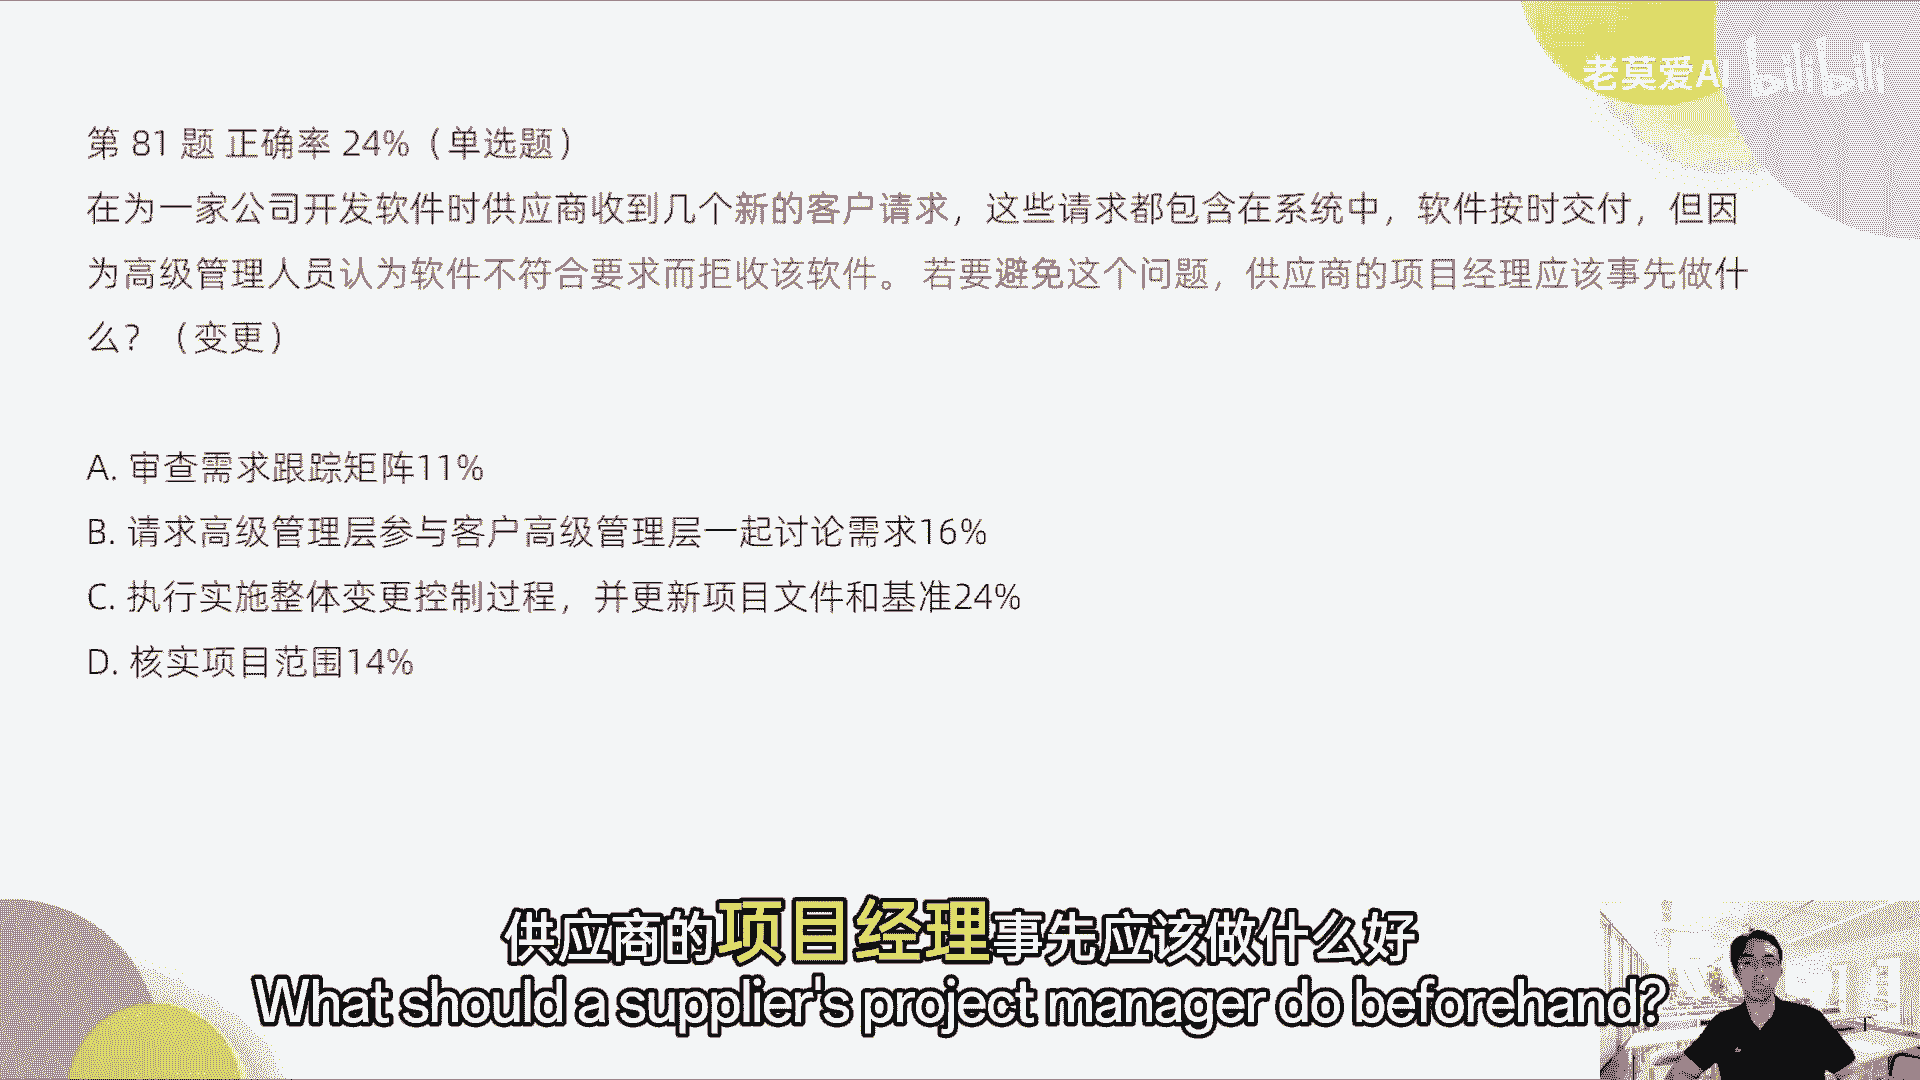 老莫爱AI bilibili
第 81 题 正确率 24%（单选题）
在为一家公司开发软件时供应商收到几个新的客户请求，这些请求都包含在系统中，软件按时交付，但因
为高级管理人员认为软件不符合要求而拒收该软件。 若要避免这个问题，供应商的项目经理应该事先做什
么？（变更）
A. 审查需求跟踪矩阵11%
B. 请求高级管理层参与客户高级管理层一起讨论需求16%
C. 执行实施整体变更控制过程，并更新项目文件和基准24%
D. 核实项目范围14%
供应商的项目经理事先应该做什么好
What should a supplier's project manager do beforehand?